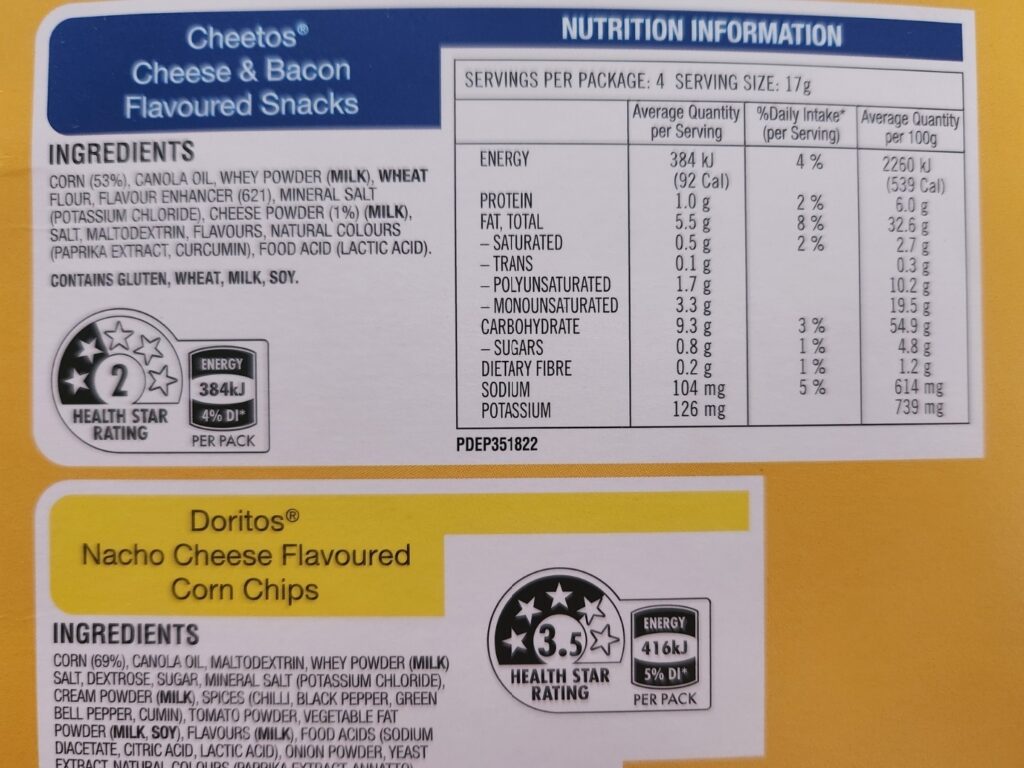 Cheetos®
Cheese & Bacon
Flavoured Snacks
INGREDIENTS
CORN (53%), CANOLA OIL, WHEY POWDER (MILK), WHEAT
FLOUR, FLAVOUR ENHANCER (621), MINERAL SALT
(POTASSIUM CHLORIDE), CHEESE POWDER (1%) (MILK),
SALT, MALTODEXTRIN, FLAVOURS, NATURAL COLOURS
(PAPRIKA EXTRACT, CURCUMIN), FOOD ACID (LACTIC ACID).
CONTAINS GLUTEN, WHEAT, MILK, SOY.
2
HEALTH STAR
RATING
ENERGY
384kJ
4% DI*
PER PACK
NUTRITION INFORMATION
SERVINGS PER PACKAGE: 4 SERVING SIZE: 17g
Average Quantity per Serving %Daily Intake* (per Serving) Average Quantity per 100g
ENERGY 384 kJ 4 % 2260 kJ
(92 Cal) (539 Cal)
PROTEIN 1.0 g 2 % 6.0 g
FAT, TOTAL 5.5 g 8 % 32.6 g
– SATURATED 0.5 g 2 % 2.7 g
– TRANS 0.1 g 0.3 g
– POLYUNSATURATED 1.7 g 10.2 g
– MONOUNSATURATED 3.3 g 19.5 g
CARBOHYDRATE 9.3 g 3 % 54.9 g
– SUGARS 0.8 g 1 % 4.8 g
DIETARY FIBRE 0.2 g 1 % 1.2 g
SODIUM 104 mg 5 % 614 mg
POTASSIUM 126 mg 739 mg
PDEP351822
Doritos®
Nacho Cheese Flavoured
Corn Chips
INGREDIENTS
CORN (69%), CANOLA OIL, MALTODEXTRIN, WHEY POWDER (MILK)
SALT, DEXTROSE, SUGAR, MINERAL SALT (POTASSIUM CHLORIDE),
CREAM POWDER (MILK), SPICES (CHILLI, BLACK PEPPER, GREEN
BELL PEPPER, CUMIN), TOMATO POWDER, VEGETABLE FAT
POWDER (MILK, SOY), FLAVOURS (MILK), FOOD ACIDS (SODIUM
DIACETATE, CITRIC ACID, LACTIC ACID), ONION POWDER, YEAST
EXTRACT, NATURAL COLOURS (PAPRIKA EXTRACT, ANNATTO)
3.5
HEALTH STAR
RATING
ENERGY
416kJ
5% DI*
PER PACK